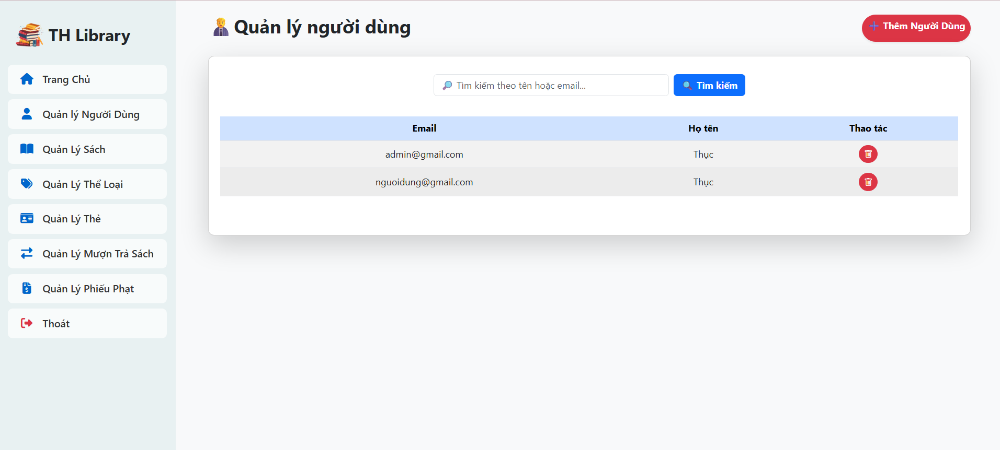 TH Library
Trang Chủ
Quản lý Người Dùng
Quản Lý Sách
Quản Lý Thể Loại
Quản Lý Thẻ
Quản Lý Mượn Trả Sách
Quản Lý Phiếu Phạt
Thoát
Quản lý người dùng
Thêm Người Dùng
Tìm kiếm theo tên hoặc email...
Tìm kiếm
Email Họ tên Thao tác
admin@gmail.com Thục
nguoidung@gmail.com Thục